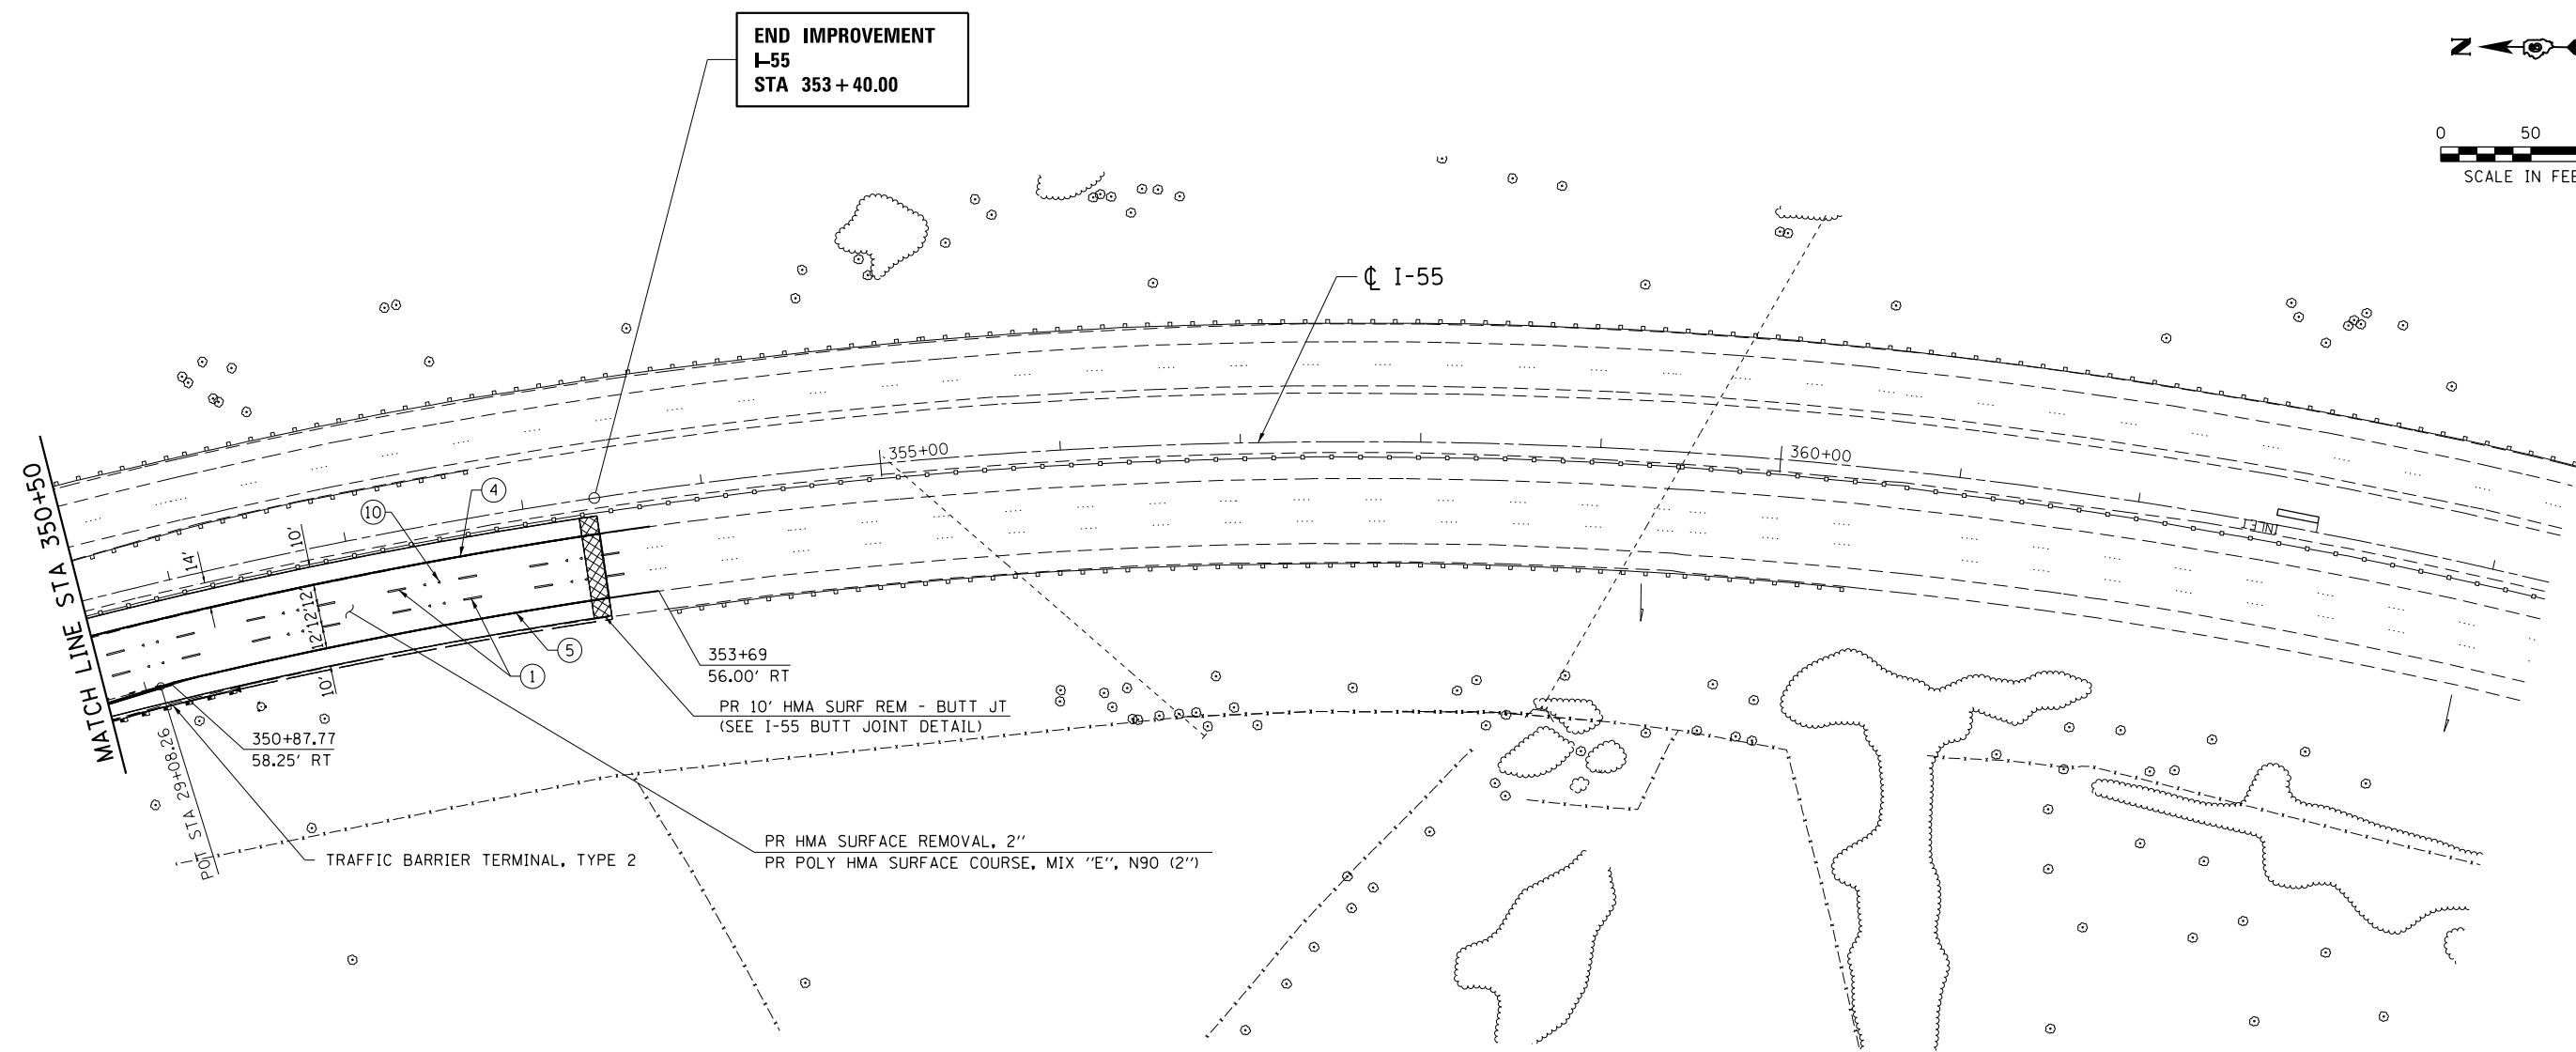 END IMPROVEMENT
I-55
STA 353+40.00
N
0 50
SCALE IN FEE
℄ I-55
355+00
360+00
MATCH LINE STA 350+50
4
10
14'
10'
12' 12' 12'
10'
5
1
353+69
56.00' RT
PR 10' HMA SURF REM - BUTT JT
(SEE I-55 BUTT JOINT DETAIL)
350+87.77
58.25' RT
POT STA 29+08.26
TRAFFIC BARRIER TERMINAL, TYPE 2
PR HMA SURFACE REMOVAL, 2"
PR POLY HMA SURFACE COURSE, MIX "E", N90 (2")
INLET